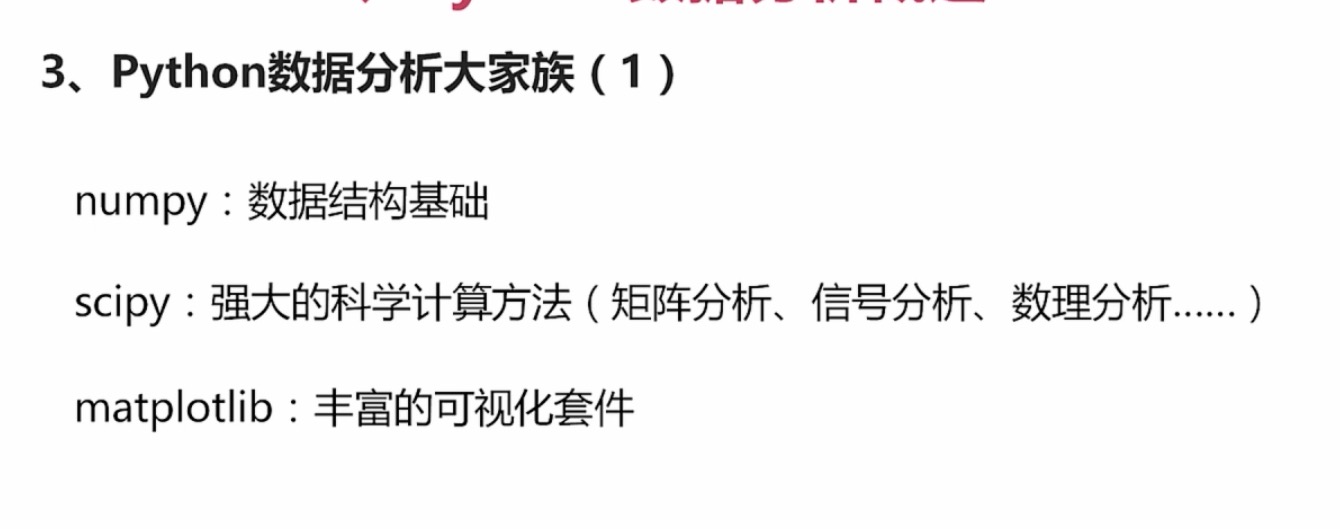 3、Python数据分析大家族（1）
numpy：数据结构基础
scipy：强大的科学计算方法（矩阵分析、信号分析、数理分析......）
matplotlib：丰富的可视化套件